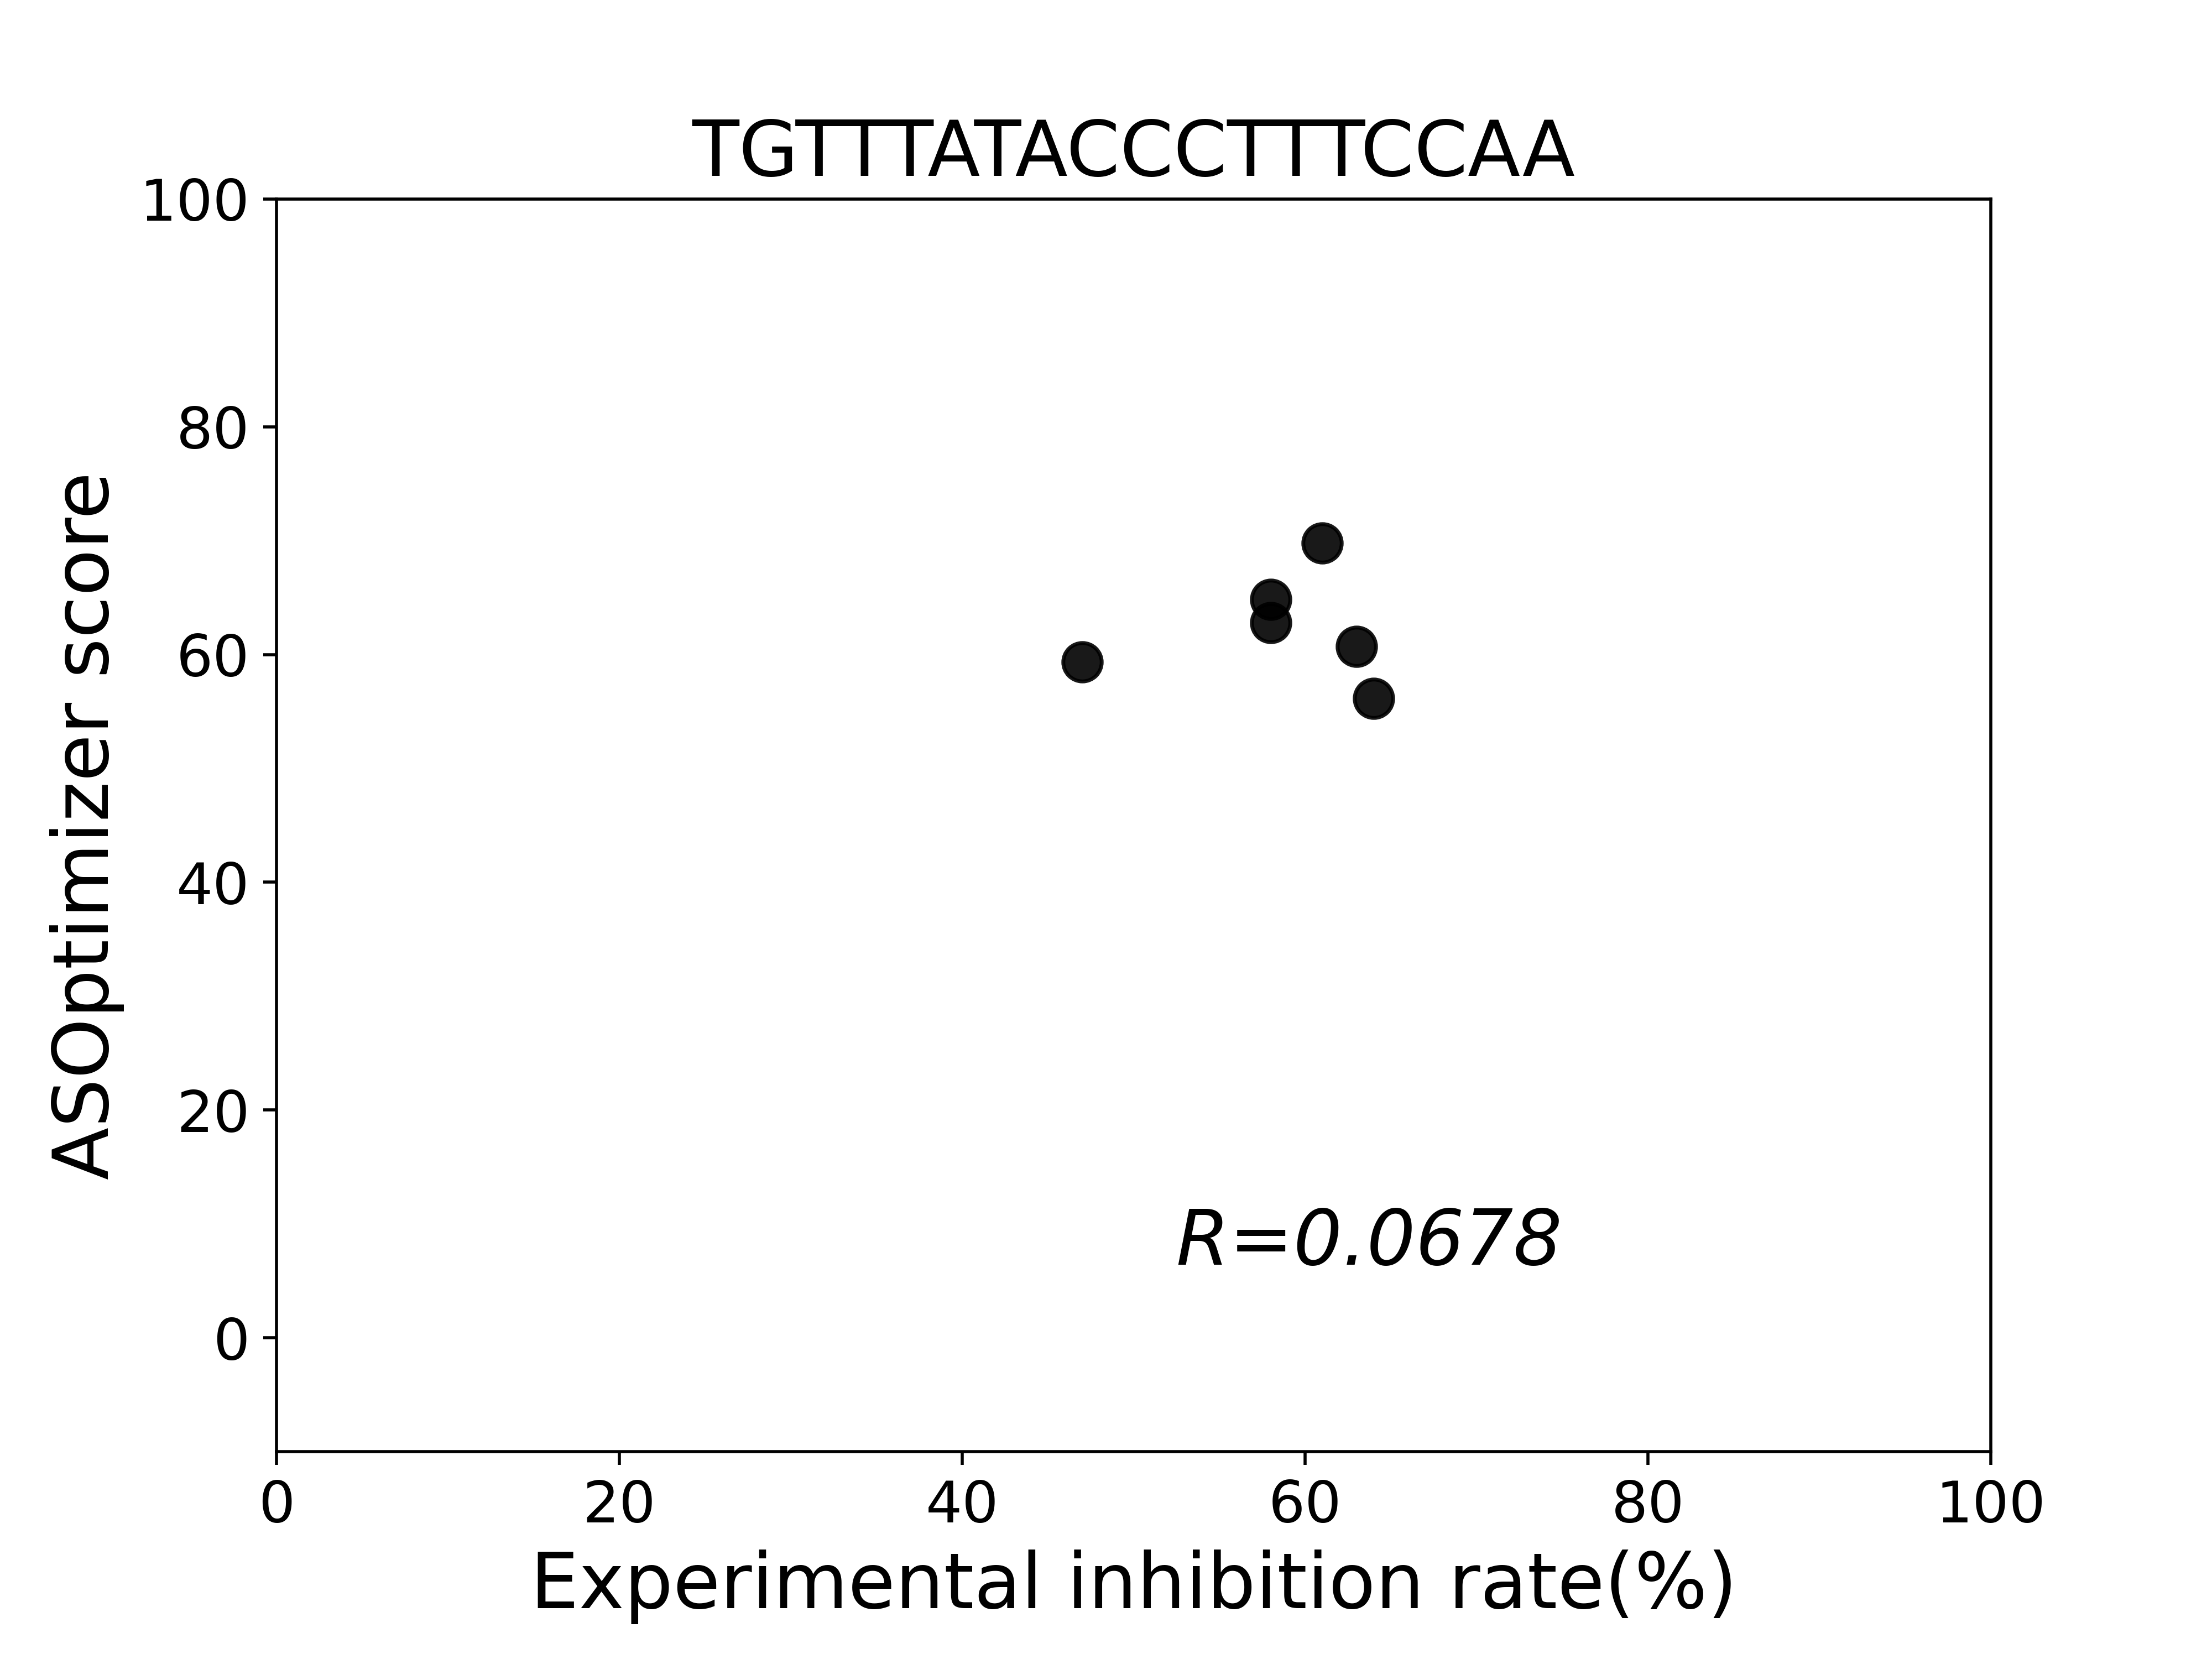 TGTTTATACCCTTTCCAA
100
80
60
40
20
0
ASOptimizer score
R=0.0678
0 20 40 60 80 100
Experimental inhibition rate(%)